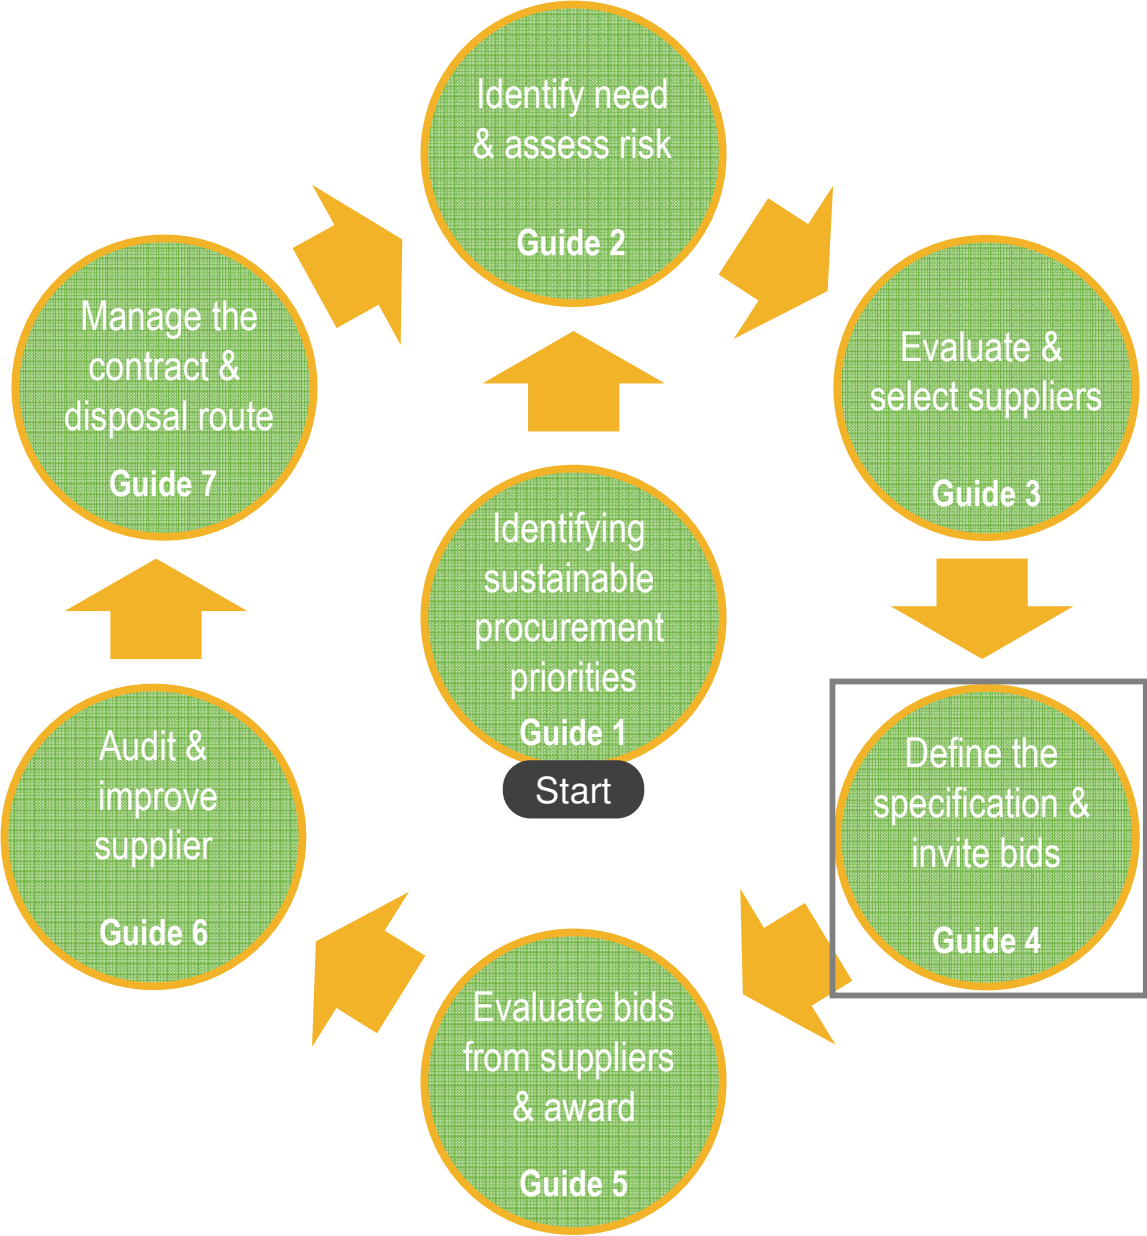 Identify need
& assess risk
Guide 2
Evaluate &
select suppliers
Guide 3
Define the
specification &
invite bids
Guide 4
Evaluate bids
from suppliers
& award
Guide 5
Audit &
improve
supplier
Guide 6
Manage the
contract &
disposal route
Guide 7
Identifying
sustainable
procurement
priorities
Guide 1
Start